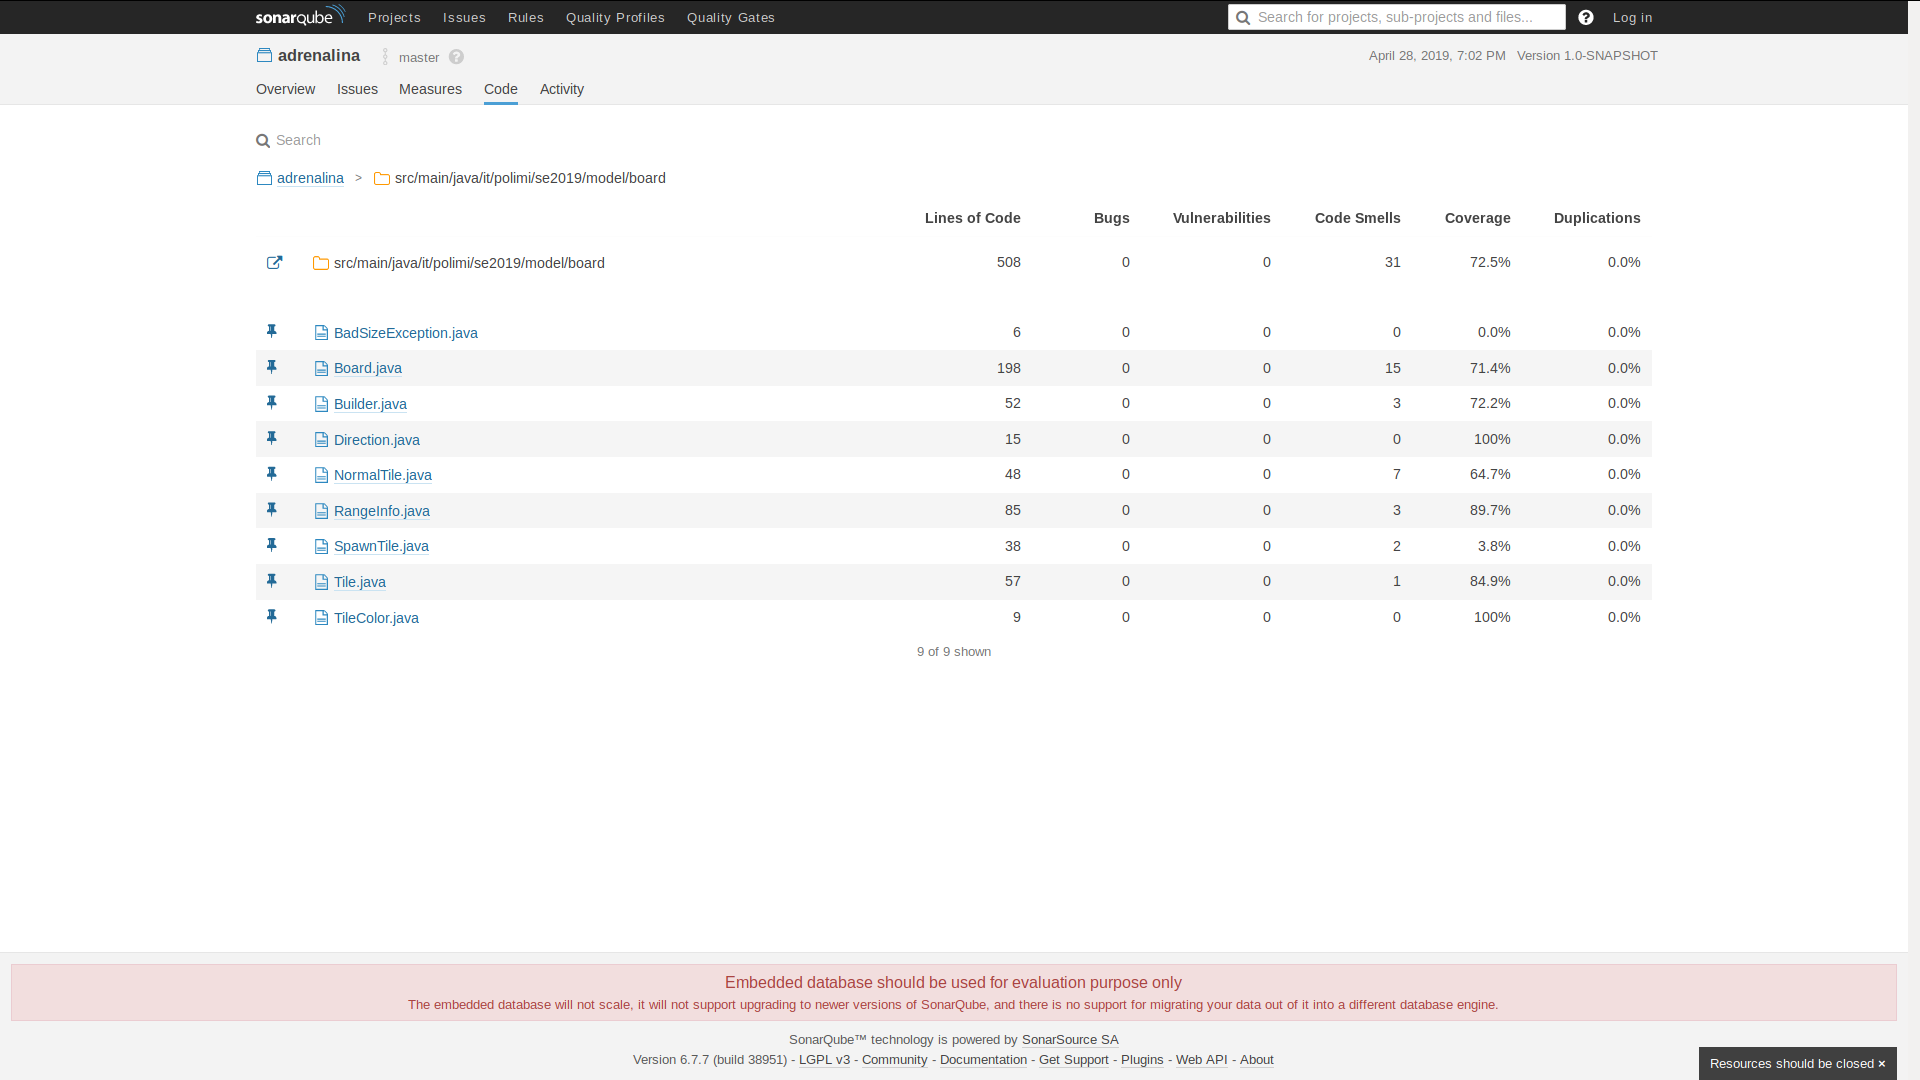 sonarqube Projects Issues Rules Quality Profiles Quality Gates Search for projects, sub-projects and files... ? Log in
adrenalina master ? April 28, 2019, 7:02 PM Version 1.0-SNAPSHOT
Overview Issues Measures Code Activity
Search
adrenalina > src/main/java/it/polimi/se2019/model/board
Lines of Code Bugs Vulnerabilities Code Smells Coverage Duplications
src/main/java/it/polimi/se2019/model/board 508 0 0 31 72.5% 0.0%
BadSizeException.java 6 0 0 0 0.0% 0.0%
Board.java 198 0 0 15 71.4% 0.0%
Builder.java 52 0 0 3 72.2% 0.0%
Direction.java 15 0 0 0 100% 0.0%
NormalTile.java 48 0 0 7 64.7% 0.0%
RangeInfo.java 85 0 0 3 89.7% 0.0%
SpawnTile.java 38 0 0 2 3.8% 0.0%
Tile.java 57 0 0 1 84.9% 0.0%
TileColor.java 9 0 0 0 100% 0.0%
9 of 9 shown
Embedded database should be used for evaluation purpose only
The embedded database will not scale, it will not support upgrading to newer versions of SonarQube, and there is no support for migrating your data out of it into a different database engine.
SonarQube™ technology is powered by SonarSource SA
Version 6.7.7 (build 38951) - LGPL v3 - Community - Documentation - Get Support - Plugins - Web API - About
Resources should be closed ×